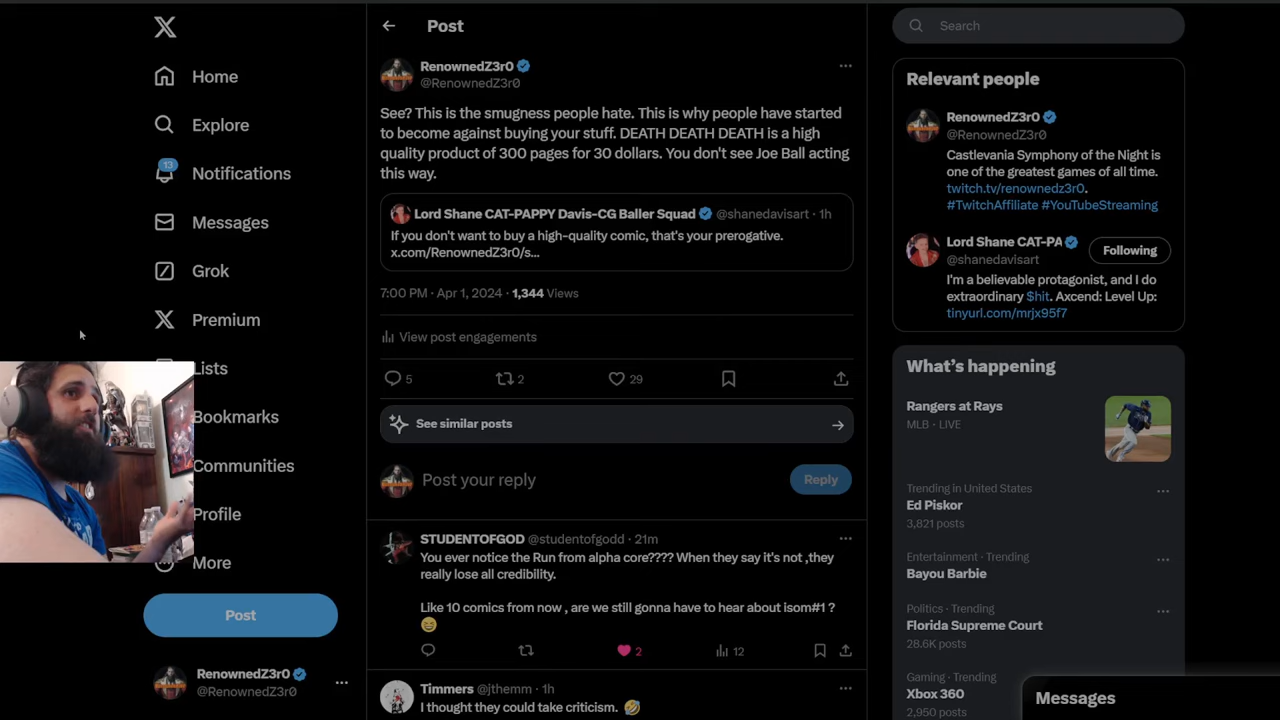 Post
Search
Home
Explore
13
Notifications
Messages
Grok
Premium
Lists
Bookmarks
Communities
Profile
More
Post
RenownedZ3r0
@RenownedZ3r0
RenownedZ3r0
@RenownedZ3r0
See? This is the smugness people hate. This is why people have started
to become against buying your stuff. DEATH DEATH DEATH is a high
quality product of 300 pages for 30 dollars. You don't see Joe Ball acting
this way.
Lord Shane CAT-PAPPY Davis-CG Baller Squad @shanedavisart · 1h
If you don't want to buy a high-quality comic, that's your prerogative.
x.com/RenownedZ3r0/s...
7:00 PM · Apr 1, 2024 · 1,344 Views
View post engagements
5 2 29
See similar posts
Post your reply
Reply
STUDENTOFGOD @studentofgodd · 21m
You ever notice the Run from alpha core???? When they say it's not ,they
really lose all credibility.
Like 10 comics from now , are we still gonna have to hear about isom#1 ?
2 12
Timmers @jthemm · 1h
I thought they could take criticism.
Relevant people
RenownedZ3r0
@RenownedZ3r0
Castlevania Symphony of the Night is
one of the greatest games of all time.
twitch.tv/renownedz3r0.
#TwitchAffiliate #YouTubeStreaming
Lord Shane CAT-PA
@shanedavisart
Following
I'm a believable protagonist, and I do
extraordinary $hit. Axcend: Level Up:
tinyurl.com/mrjx95f7
What's happening
Rangers at Rays
MLB · LIVE
Trending in United States
Ed Piskor
3,821 posts
Entertainment · Trending
Bayou Barbie
Politics · Trending
Florida Supreme Court
28.6K posts
Gaming · Trending
Xbox 360
2,950 posts
Messages